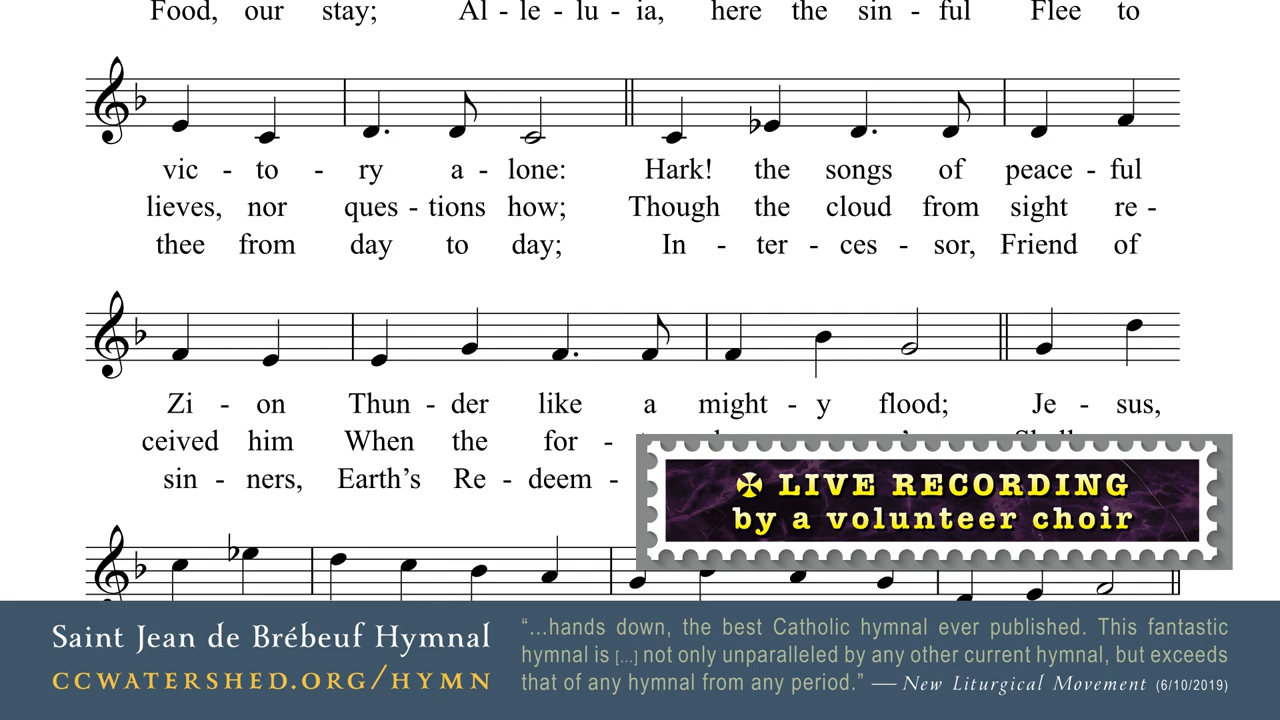 Food, our stay; Al - le - lu - ia, here the sin - ful Flee to
vic - to - ry a - lone: Hark! the songs of peace - ful
lieves, nor ques - tions how; Though the cloud from sight re -
thee from day to day; In - ter - ces - sor, Friend of
Zi - on Thun - der like a might - y flood; Je - sus,
ceived him When the for -
sin - ners, Earth's Re - deem -
LIVE RECORDING
by a volunteer choir
Saint Jean de Brébeuf Hymnal
CCWATERSHED.ORG/HYMN
“...hands down, the best Catholic hymnal ever published. This fantastic
hymnal is [...] not only unparalleled by any other current hymnal, but exceeds
that of any hymnal from any period.” — New Liturgical Movement (6/10/2019)